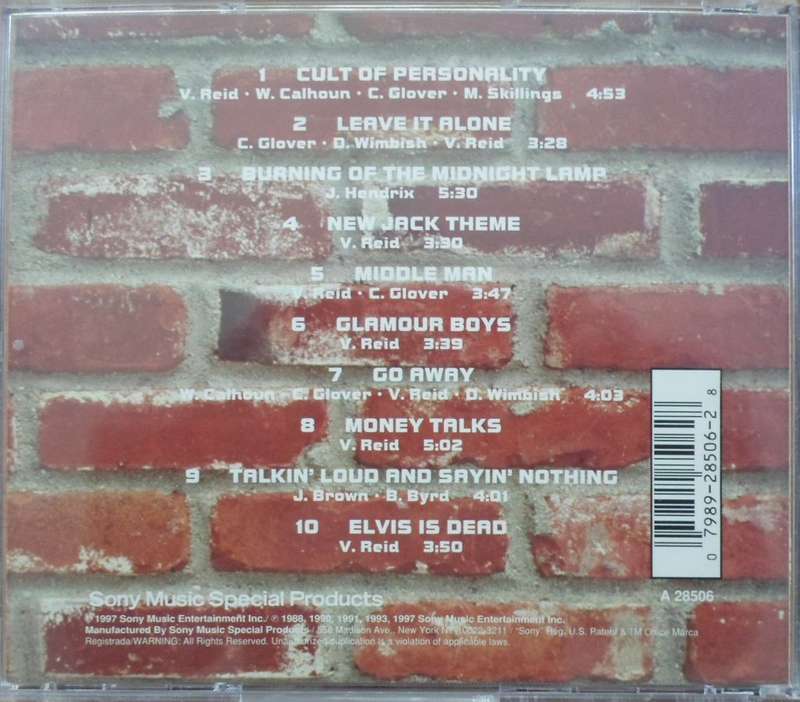 1 CULT OF PERSONALITY
V. Reid · W. Calhoun · C. Glover · M. Skillings 4:53
2 LEAVE IT ALONE
C. Glover · D. Wimbish · V. Reid 3:28
3 BURNING OF THE MIDNIGHT LAMP
J. Hendrix 5:30
4 NEW JACK THEME
V. Reid 3:30
5 MIDDLE MAN
V. Reid · C. Glover 3:47
6 GLAMOUR BOYS
V. Reid 3:39
7 GO AWAY
W. Calhoun · C. Glover · V. Reid · D. Wimbish 4:03
8 MONEY TALKS
V. Reid 5:02
9 TALKIN' LOUD AND SAYIN' NOTHING
J. Brown · B. Byrd 4:01
10 ELVIS IS DEAD
V. Reid 3:50
0 7989-28506-2 8
Sony Music Special Products
A 28506
© 1997 Sony Music Entertainment Inc./ ℗ 1988, 1990, 1991, 1993, 1997 Sony Music Entertainment Inc.
Manufactured By Sony Music Special Products / 550 Madison Ave., New York NY 10022-3211 / "Sony" Reg. U.S. Patent & TM Office Marca
Registrada/WARNING: All Rights Reserved. Unauthorized duplication is a violation of applicable laws.